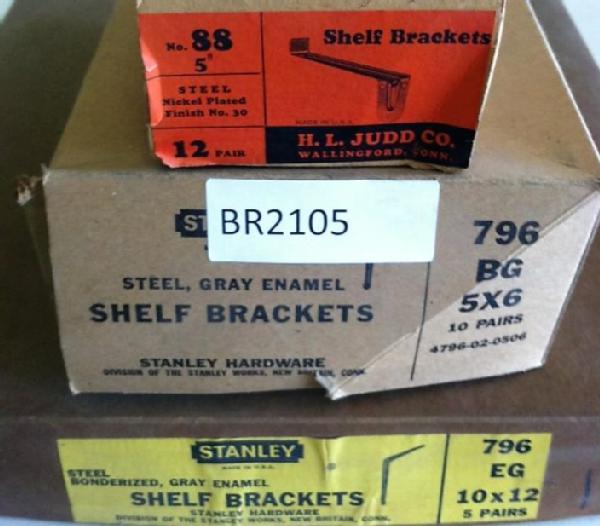 No. 88
5"
STEEL
Nickel Plated
Finish No. 30
12 PAIR
Shelf Brackets
MADE IN U.S.A.
H. L. JUDD CO.
WALLINGFORD, CONN.
BR2105
STEEL, GRAY ENAMEL
SHELF BRACKETS
STANLEY HARDWARE
DIVISION OF THE STANLEY WORKS, NEW BRITAIN, CONN.
796
BG
5X6
10 PAIRS
4796-02-0506
STANLEY
MADE IN U.S.A.
STEEL
BONDERIZED, GRAY ENAMEL
SHELF BRACKETS
STANLEY HARDWARE
DIVISION OF THE STANLEY WORKS, NEW BRITAIN, CONN.
796
EG
10x12
5 PAIRS